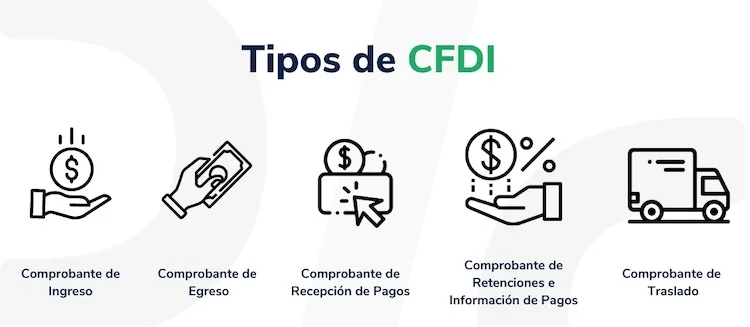 Tipos de CFDI
Comprobante de
Ingreso
Comprobante de
Egreso
Comprobante de
Recepción de Pagos
Comprobante de
Retenciones e
Información de Pagos
Comprobante de
Traslado